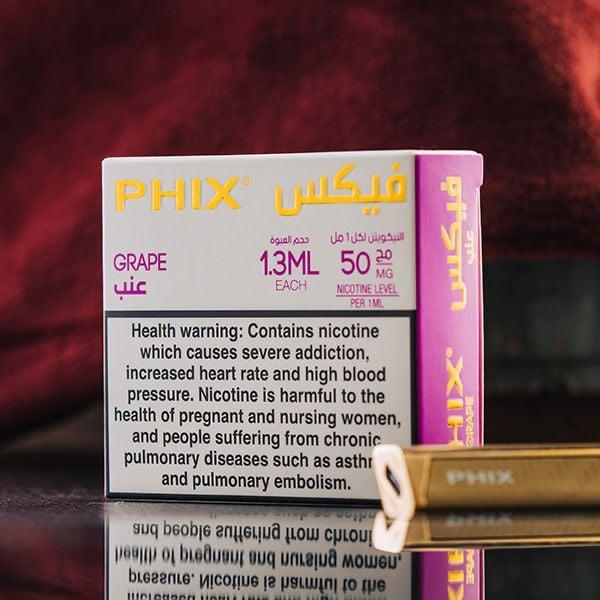 PHIX® فيكس
GRAPE
عنب
حجم العبوة
1.3ML
EACH
النيكوتين لكل 1 مل
50 مج
MG
NICOTINE LEVEL
PER 1ML
Health warning: Contains nicotine
which causes severe addiction,
increased heart rate and high blood
pressure. Nicotine is harmful to the
health of pregnant and nursing women,
and people suffering from chronic
pulmonary diseases such as asthm
and pulmonary embolism.
فيكس
عنب
PHIX®
GRAPE
PHIX